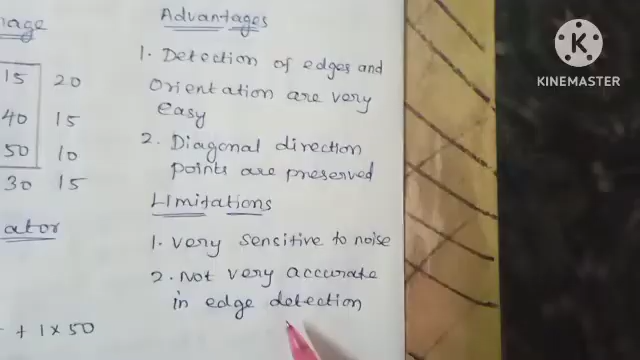 mage
15 20
40 15
50 10
30 15
ator
+ 1 × 50
Advantages
1. Detection of edges and
Orientation are very
easy
2. Diagonal direction
points are preserved
Limitations
1. very sensitive to noise
2. Not very accurate
in edge detection
K
KINEMASTER